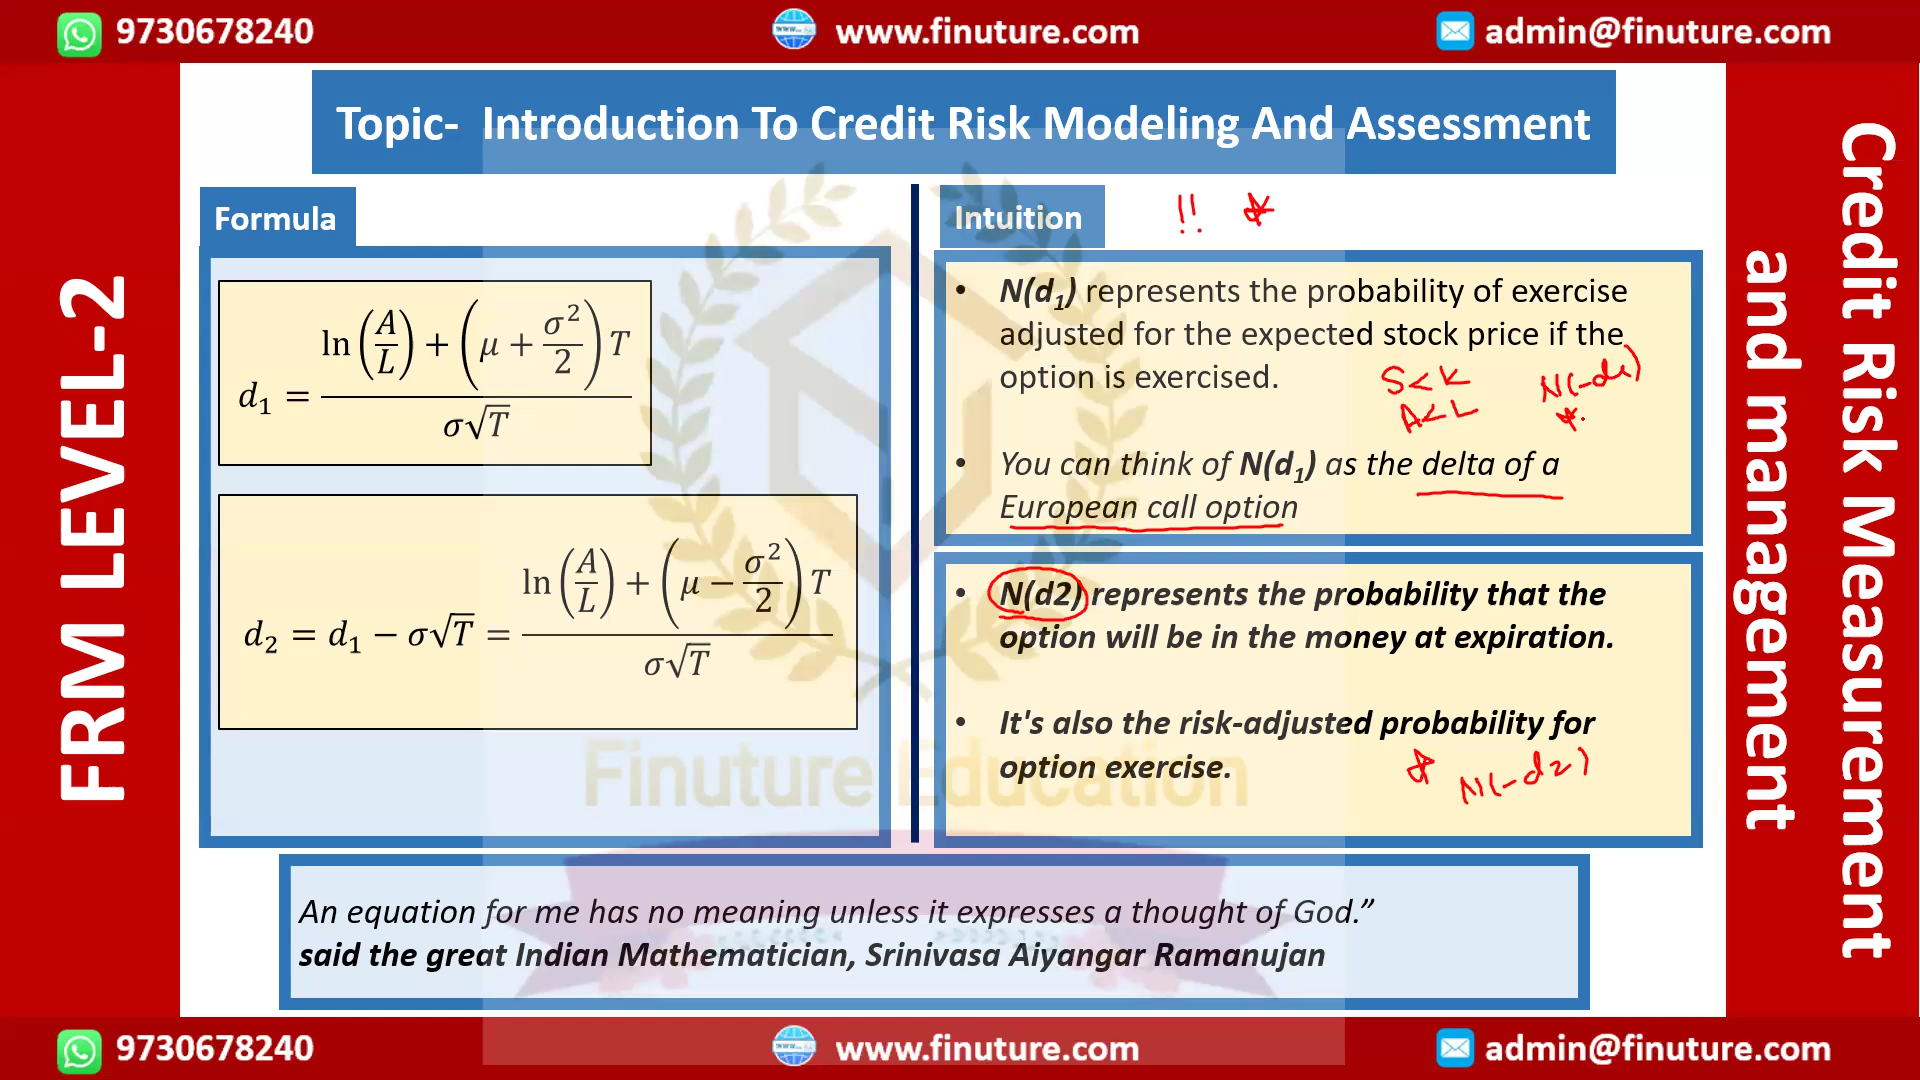 9730678240
www.finuture.com
admin@finuture.com
FRM LEVEL-2
Topic- Introduction To Credit Risk Modeling And Assessment
Formula
d₁ = (ln(A/L) + (μ + σ²/2)T) / (σ√T)
d₂ = d₁ − σ√T = (ln(A/L) + (μ − σ²/2)T) / (σ√T)
Intuition
!!
• N(d₁) represents the probability of exercise
adjusted for the expected stock price if the
option is exercised.
S<K
A<L
N(-d₁)
• You can think of N(d₁) as the delta of a
European call option
• N(d2) represents the probability that the
option will be in the money at expiration.
• It's also the risk-adjusted probability for
option exercise.
N(-d2)
Finuture Education
An equation for me has no meaning unless it expresses a thought of God.”
said the great Indian Mathematician, Srinivasa Aiyangar Ramanujan
Credit Risk Measurement
and management
9730678240
www.finuture.com
admin@finuture.com